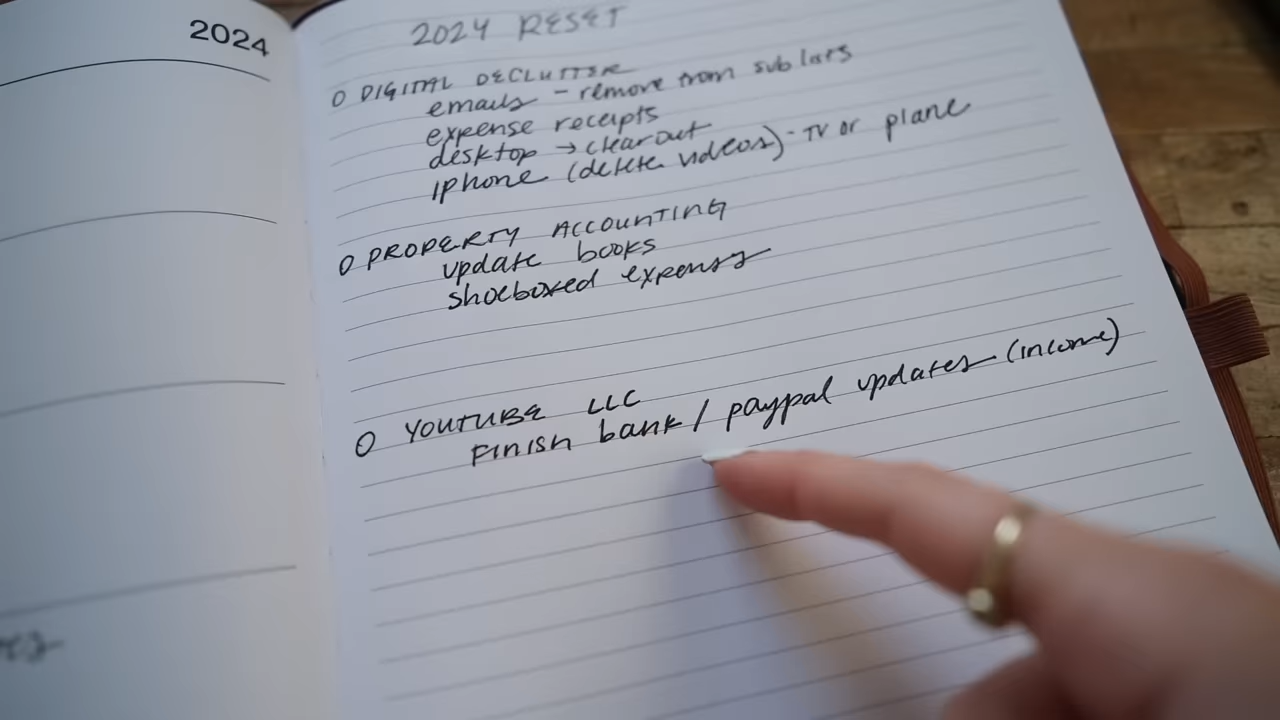 2024
2024 RESET
O DIGITAL DECLUTTER
emails - remove from sub lists
expense receipts
desktop → clear out
iphone (delete videos) - TV or plane
O PROPERTY ACCOUNTING
update books
shoeboxed expenses
O YOUTUBE LLC
Finish bank / paypal updates (income)